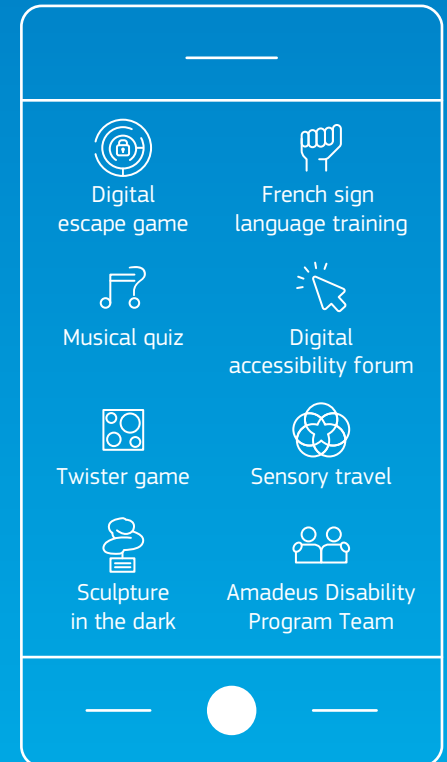 Digital
escape game
French sign
language training
Musical quiz
Digital
accessibility forum
Twister game
Sensory travel
Sculpture
in the dark
Amadeus Disability
Program Team